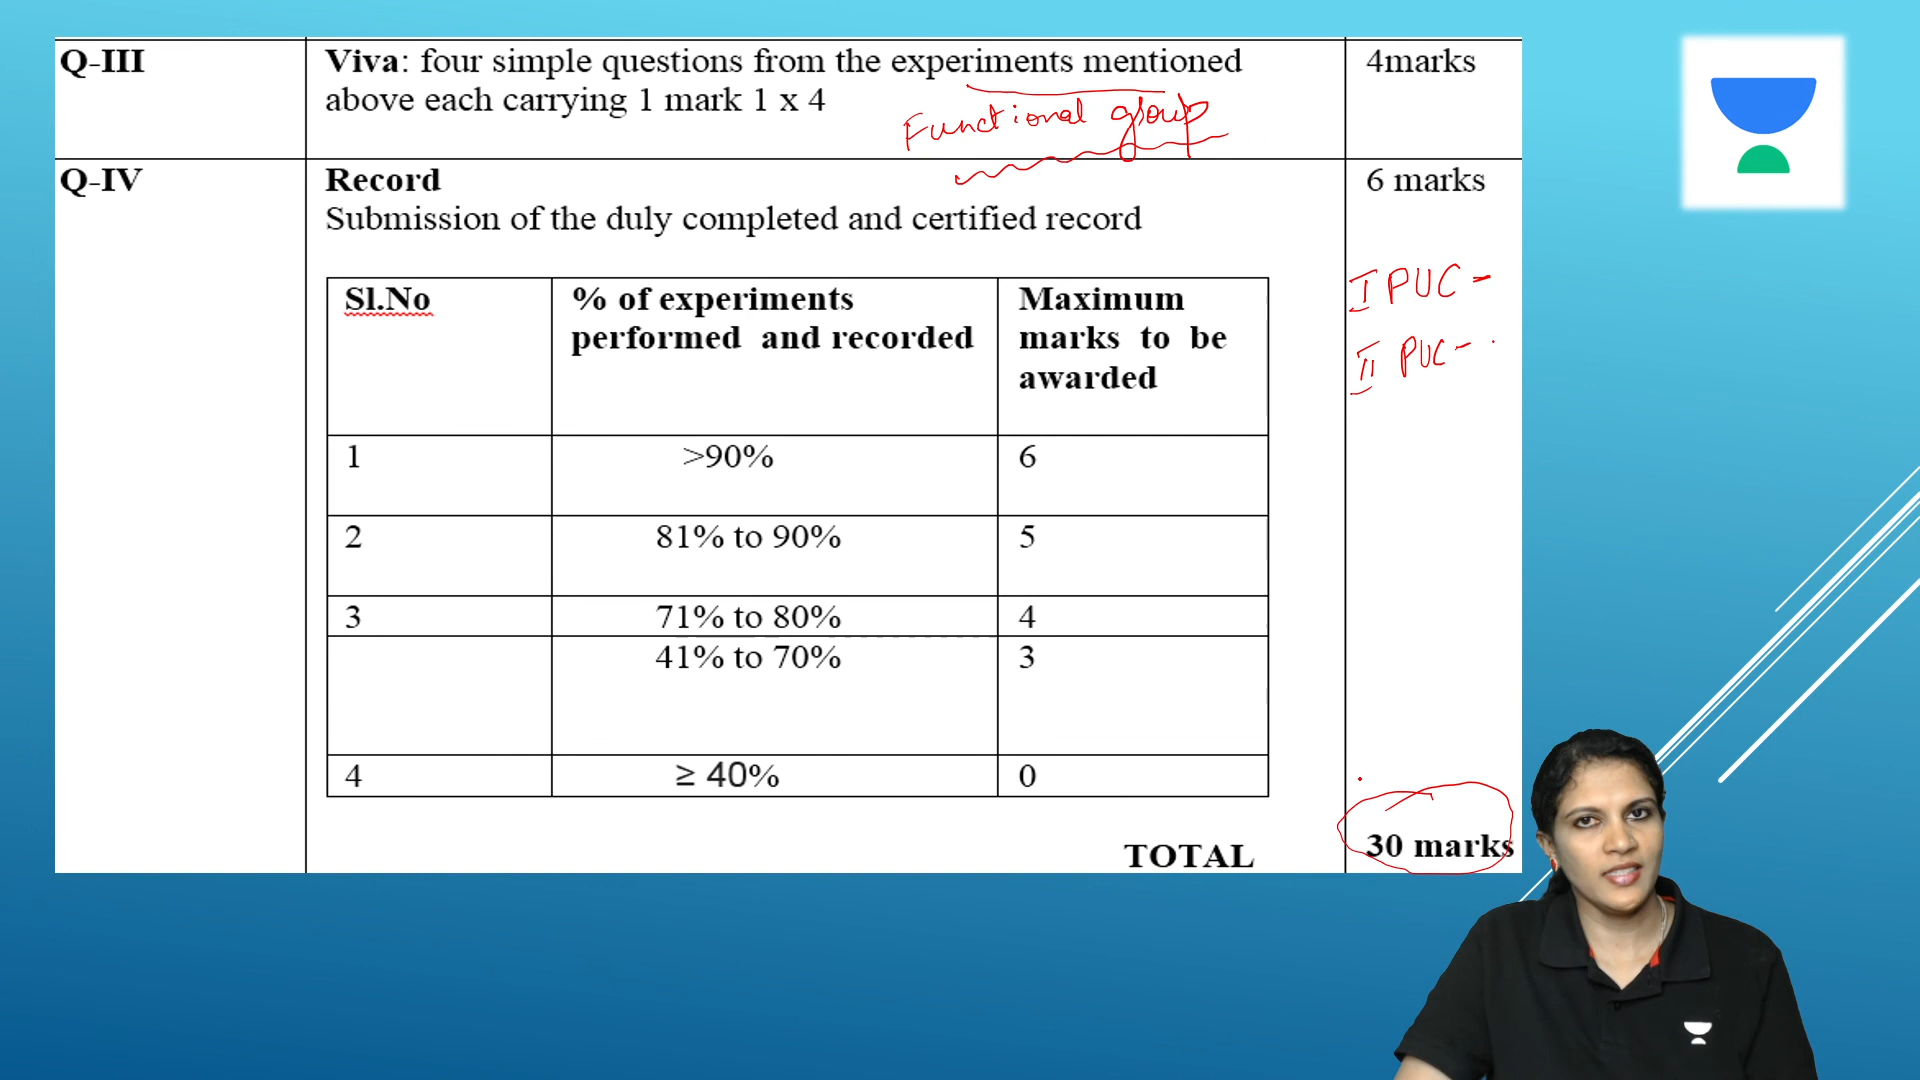 Q-III
Viva: four simple questions from the experiments mentioned
above each carrying 1 mark 1 x 4
4marks
Functional group
Q-IV
Record
6 marks
Submission of the duly completed and certified record
Sl.No
% of experiments
performed and recorded
Maximum
marks to be
awarded
I PUC -
II PUC -
1
>90%
6
2
81% to 90%
5
3
71% to 80%
4
41% to 70%
3
4
≥ 40%
0
TOTAL
30 marks